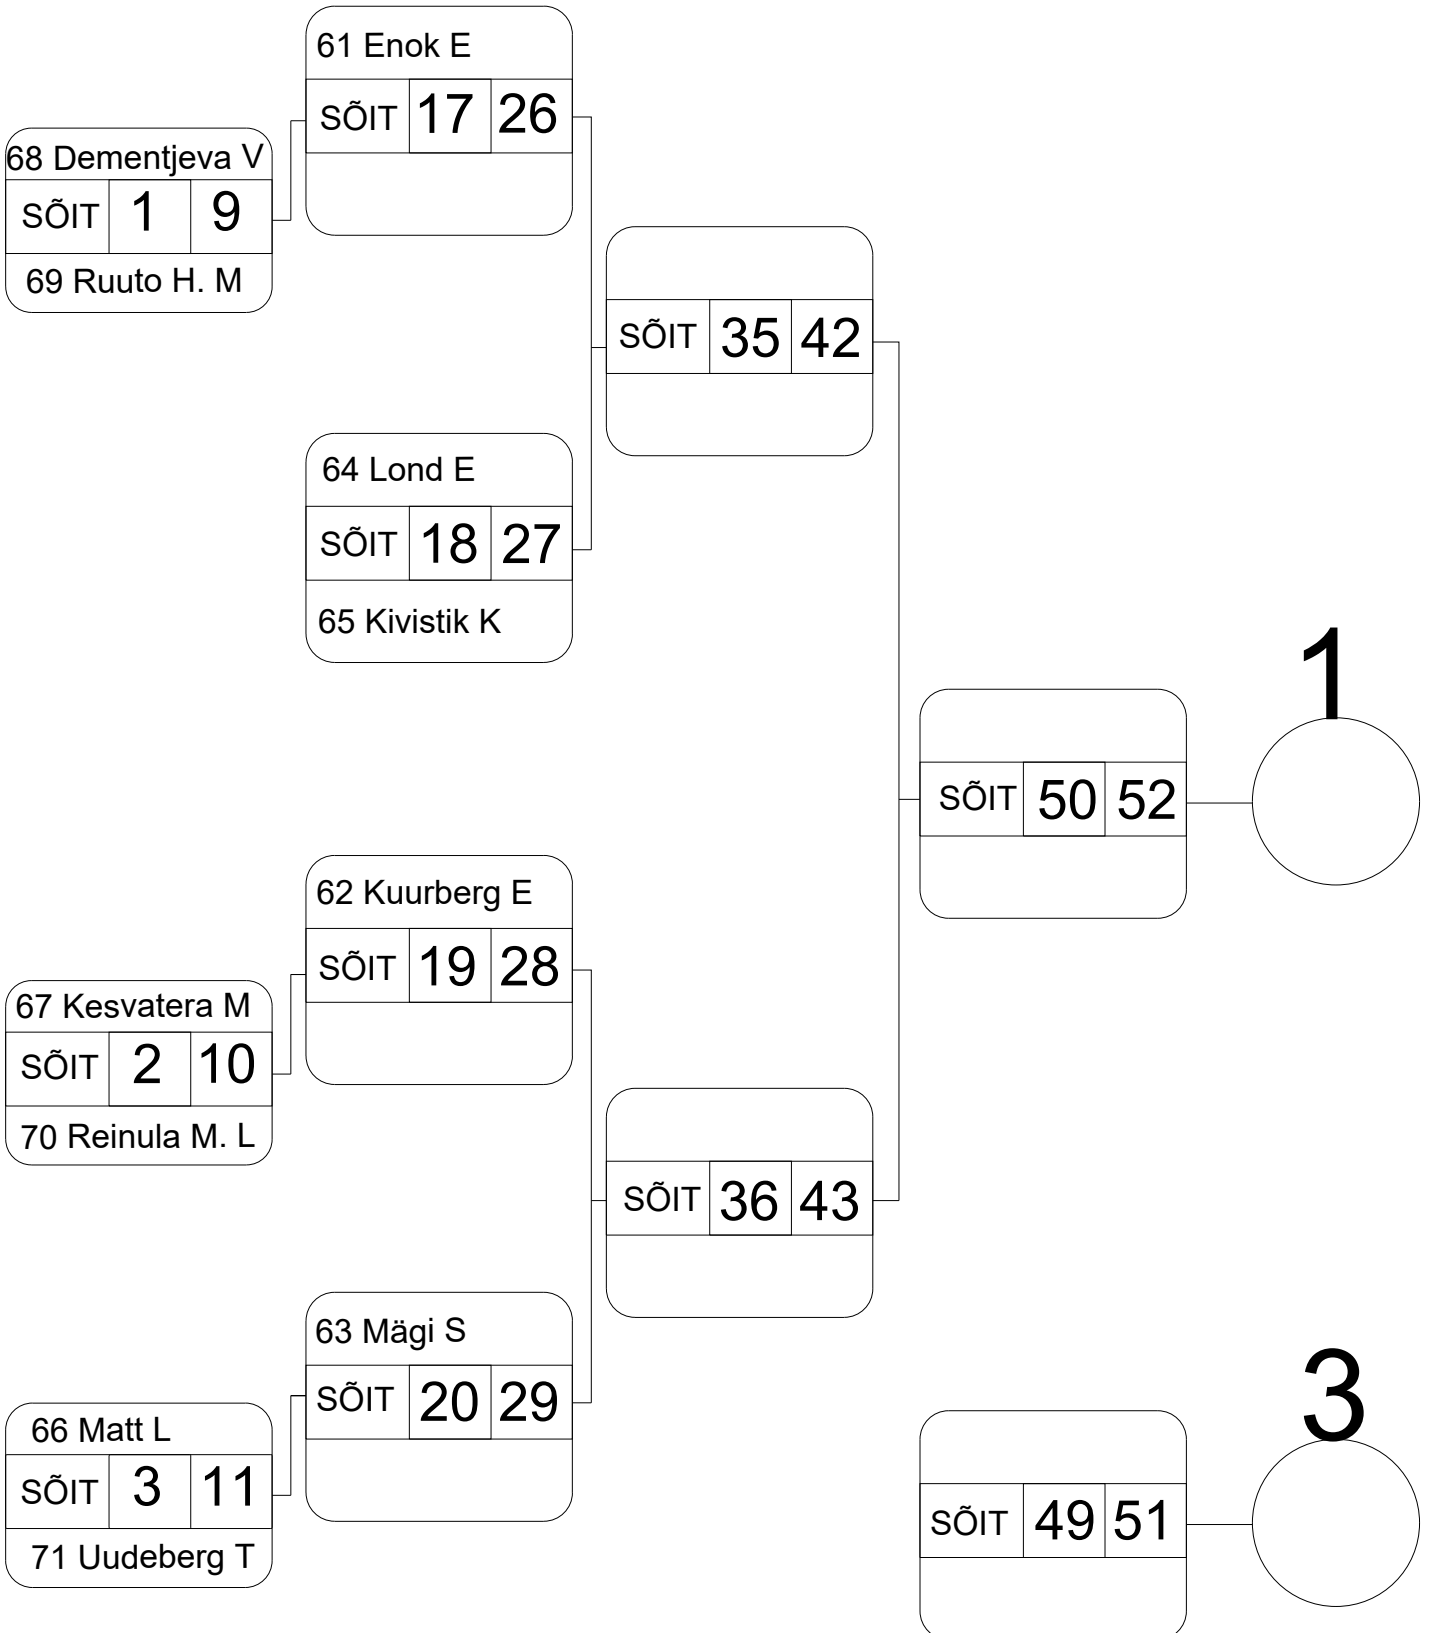 61 Enok E
SÕIT 17 26
68 Dementjeva V
SÕIT 1 9
69 Ruuto H. M
SÕIT 35 42
64 Lond E
SÕIT 18 27
65 Kivistik K
1
SÕIT 50 52
62 Kuurberg E
SÕIT 19 28
67 Kesvatera M
SÕIT 2 10
70 Reinula M. L
SÕIT 36 43
63 Mägi S
SÕIT 20 29
66 Matt L
SÕIT 3 11
71 Uudeberg T
3
SÕIT 49 51